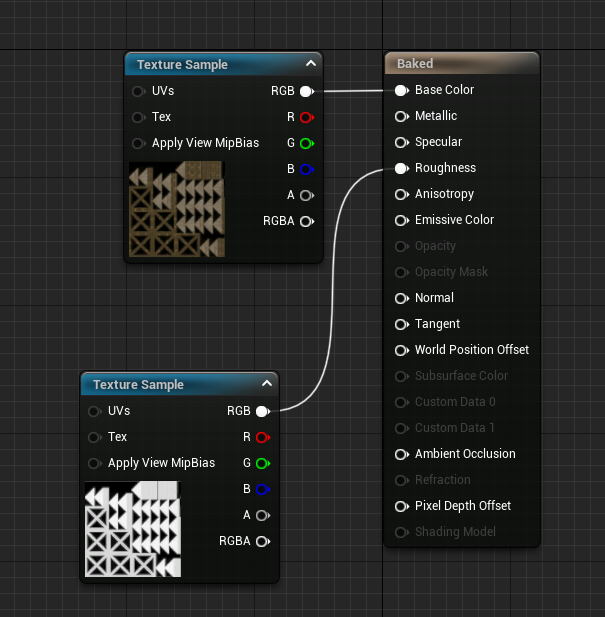 Texture Sample
UVs RGB
Tex R
Apply View MipBias G
B
A
RGBA
Baked
Base Color
Metallic
Specular
Roughness
Anisotropy
Emissive Color
Opacity
Opacity Mask
Normal
Tangent
World Position Offset
Subsurface Color
Custom Data 0
Custom Data 1
Ambient Occlusion
Refraction
Pixel Depth Offset
Shading Model
Texture Sample
UVs RGB
Tex R
Apply View MipBias G
B
A
RGBA